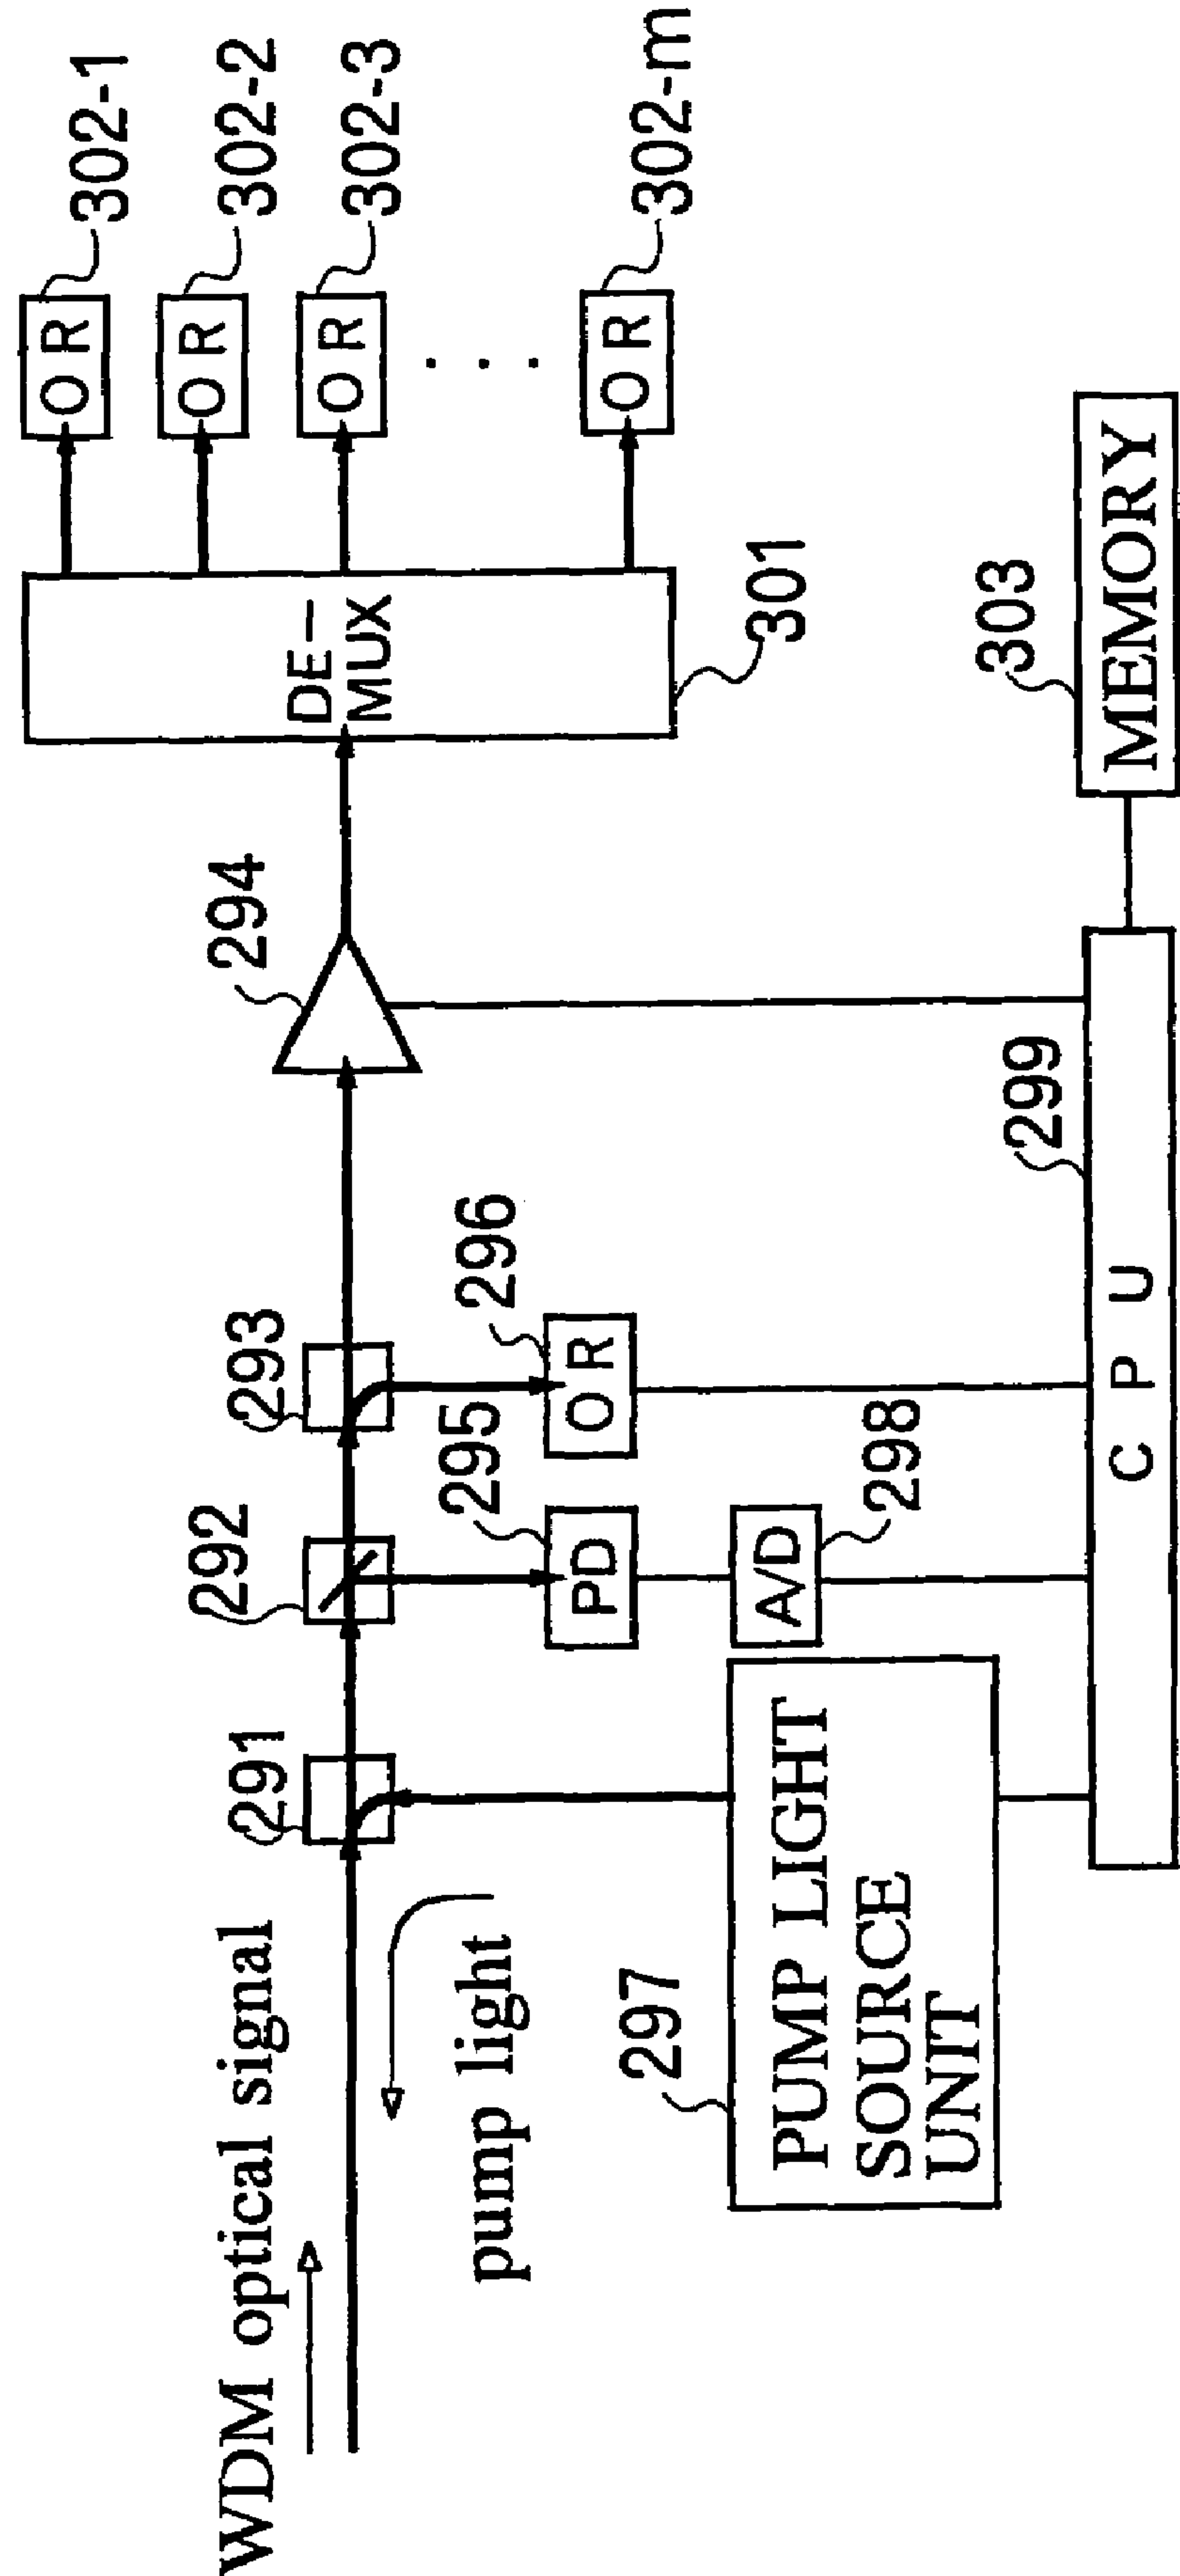 WDM optical signal
pump light
291
292
293
294
295
296
297
298
299
301
302-1
302-2
302-3
302-m
303
PD
OR
A/D
PUMP LIGHT
SOURCE
UNIT
CPU
DE-
MUX
OR
OR
OR
. . .
OR
MEMORY